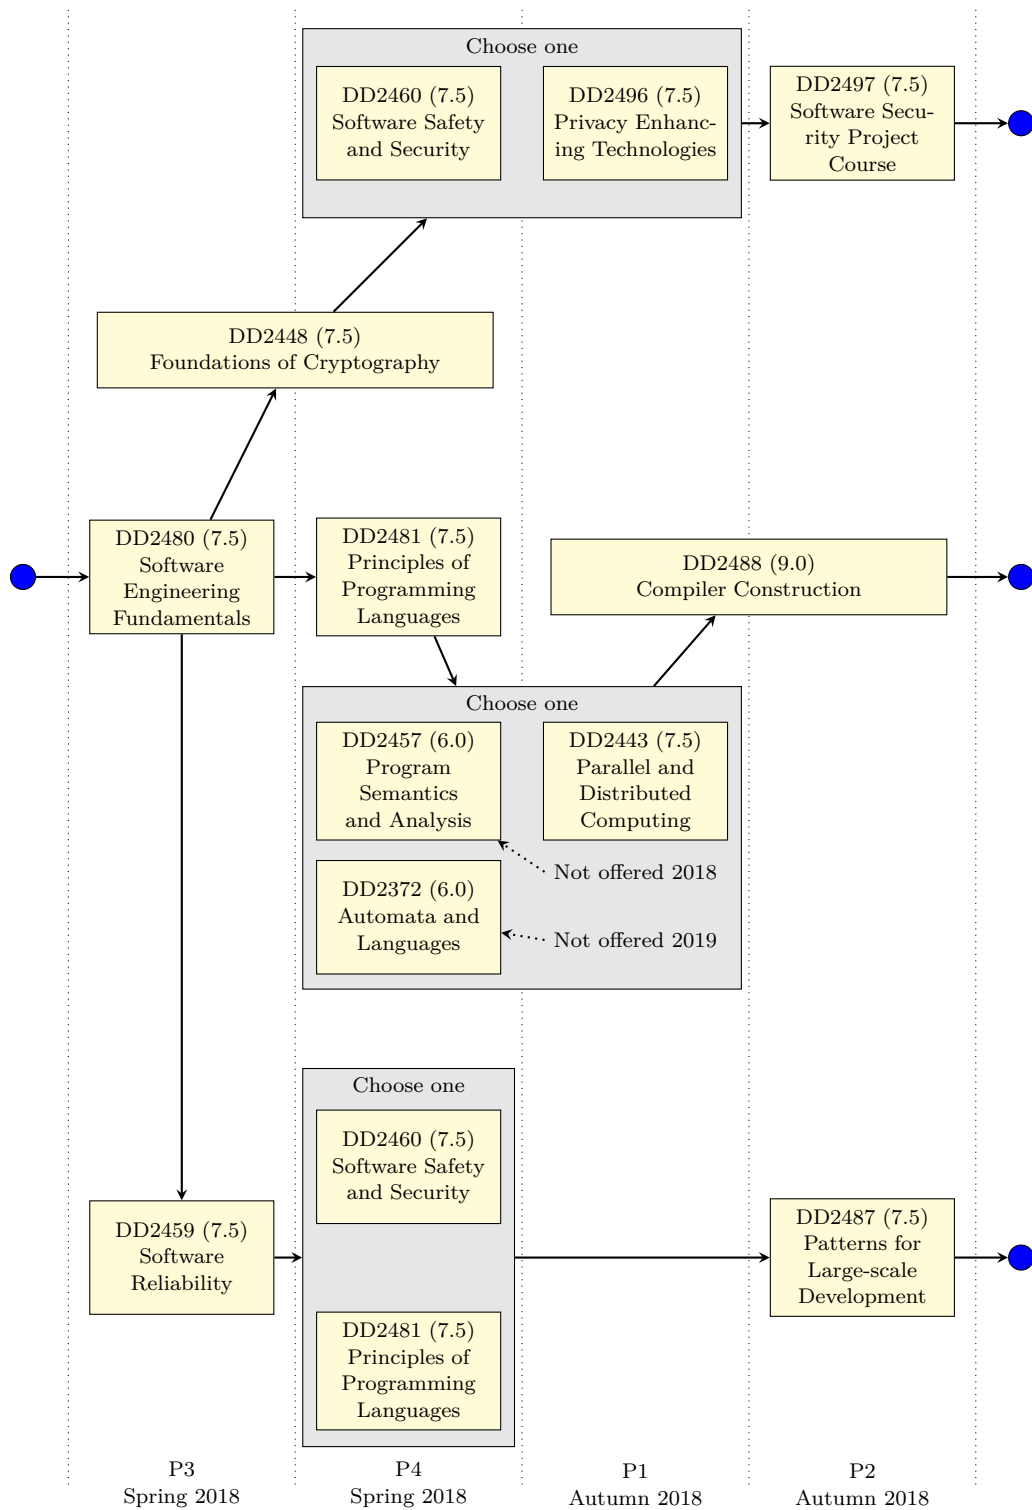 Choose one
DD2460 (7.5)
Software Safety
and Security
DD2496 (7.5)
Privacy Enhanc-
ing Technologies
DD2497 (7.5)
Software Secu-
rity Project
Course
DD2448 (7.5)
Foundations of Cryptography
DD2480 (7.5)
Software
Engineering
Fundamentals
DD2481 (7.5)
Principles of
Programming
Languages
DD2488 (9.0)
Compiler Construction
Choose one
DD2457 (6.0)
Program
Semantics
and Analysis
DD2443 (7.5)
Parallel and
Distributed
Computing
Not offered 2018
DD2372 (6.0)
Automata and
Languages
Not offered 2019
Choose one
DD2460 (7.5)
Software Safety
and Security
DD2459 (7.5)
Software
Reliability
DD2487 (7.5)
Patterns for
Large-scale
Development
DD2481 (7.5)
Principles of
Programming
Languages
P3
Spring 2018
P4
Spring 2018
P1
Autumn 2018
P2
Autumn 2018